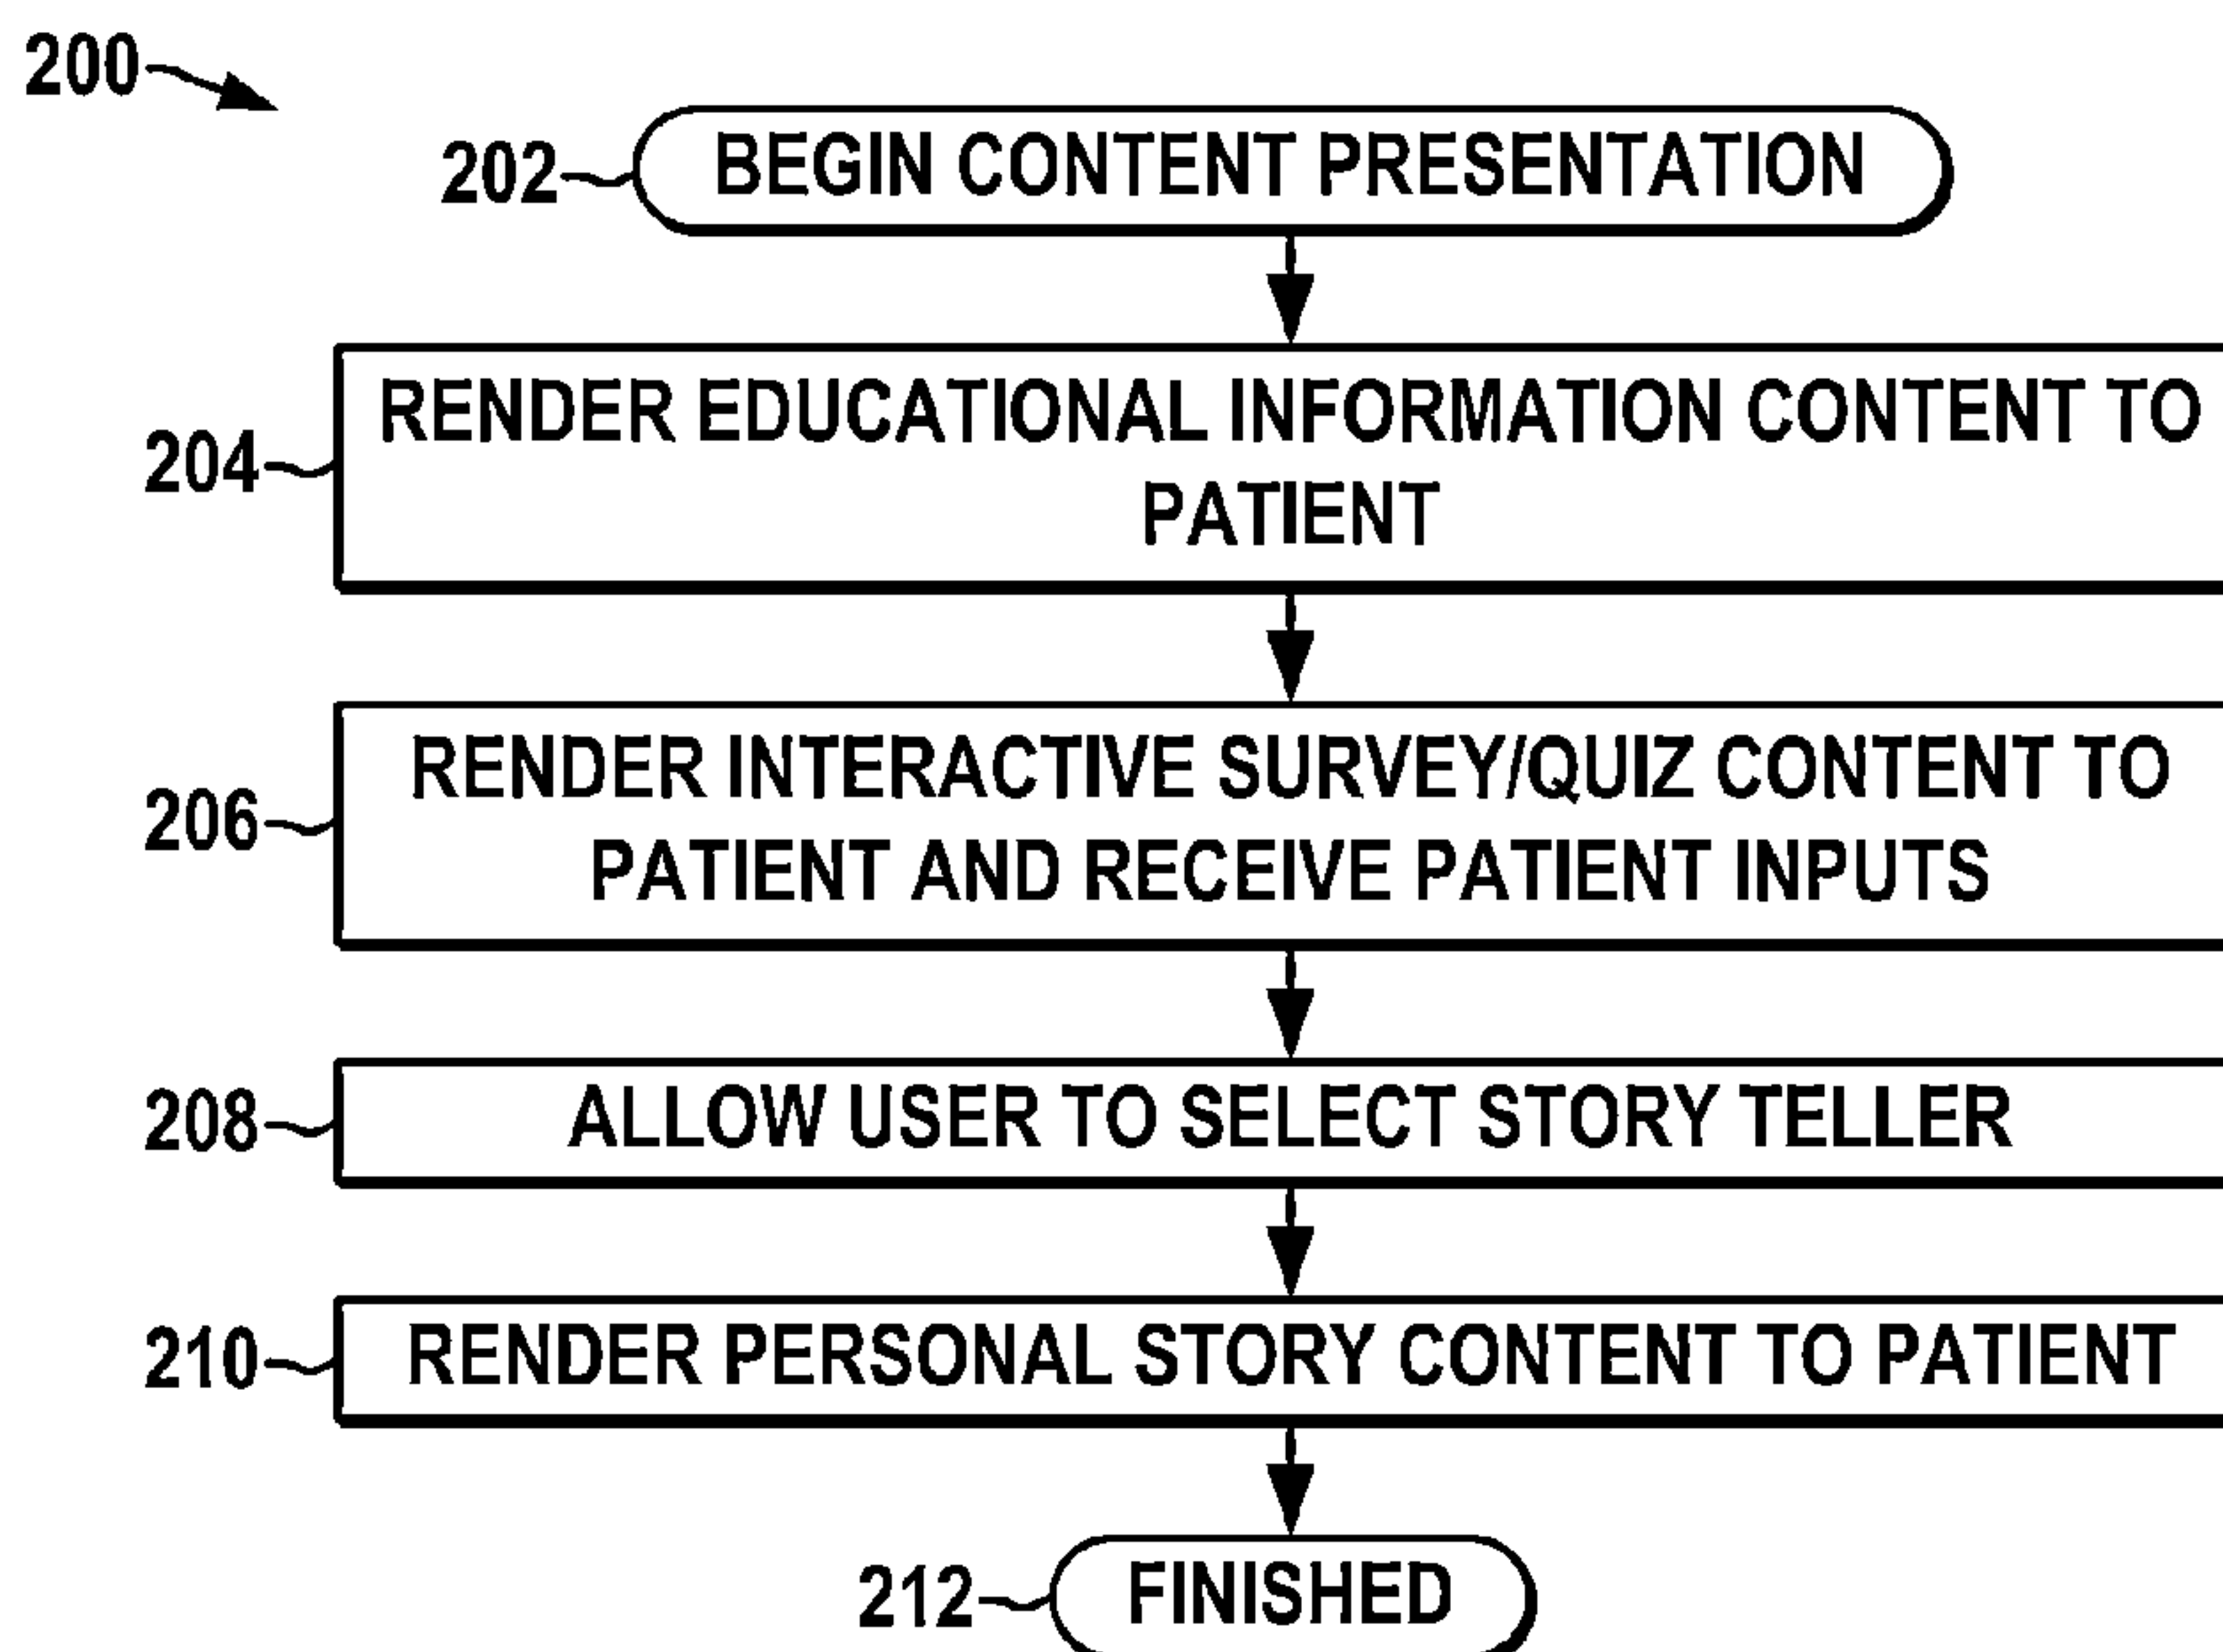 200
202 BEGIN CONTENT PRESENTATION
204 RENDER EDUCATIONAL INFORMATION CONTENT TO
PATIENT
206 RENDER INTERACTIVE SURVEY/QUIZ CONTENT TO
PATIENT AND RECEIVE PATIENT INPUTS
208 ALLOW USER TO SELECT STORY TELLER
210 RENDER PERSONAL STORY CONTENT TO PATIENT
212 FINISHED